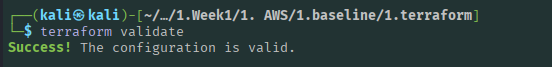 ┌──(kali㉿kali)-[~/…/1.Week1/1. AWS/1.baseline/1.terraform]
└─$ terraform validate
Success! The configuration is valid.